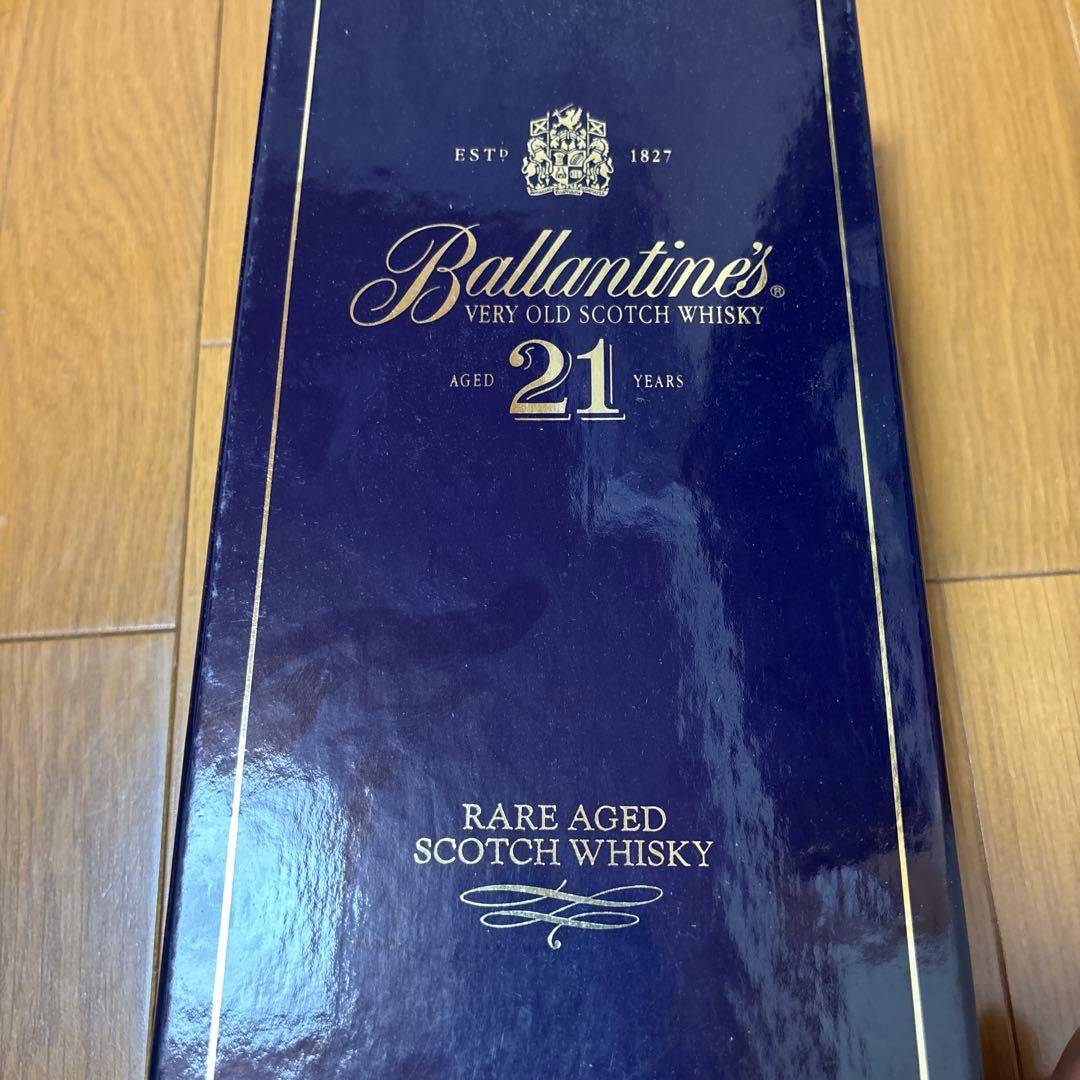 ESTD 1827
Ballantine's®
VERY OLD SCOTCH WHISKY
AGED 21 YEARS
RARE AGED
SCOTCH WHISKY